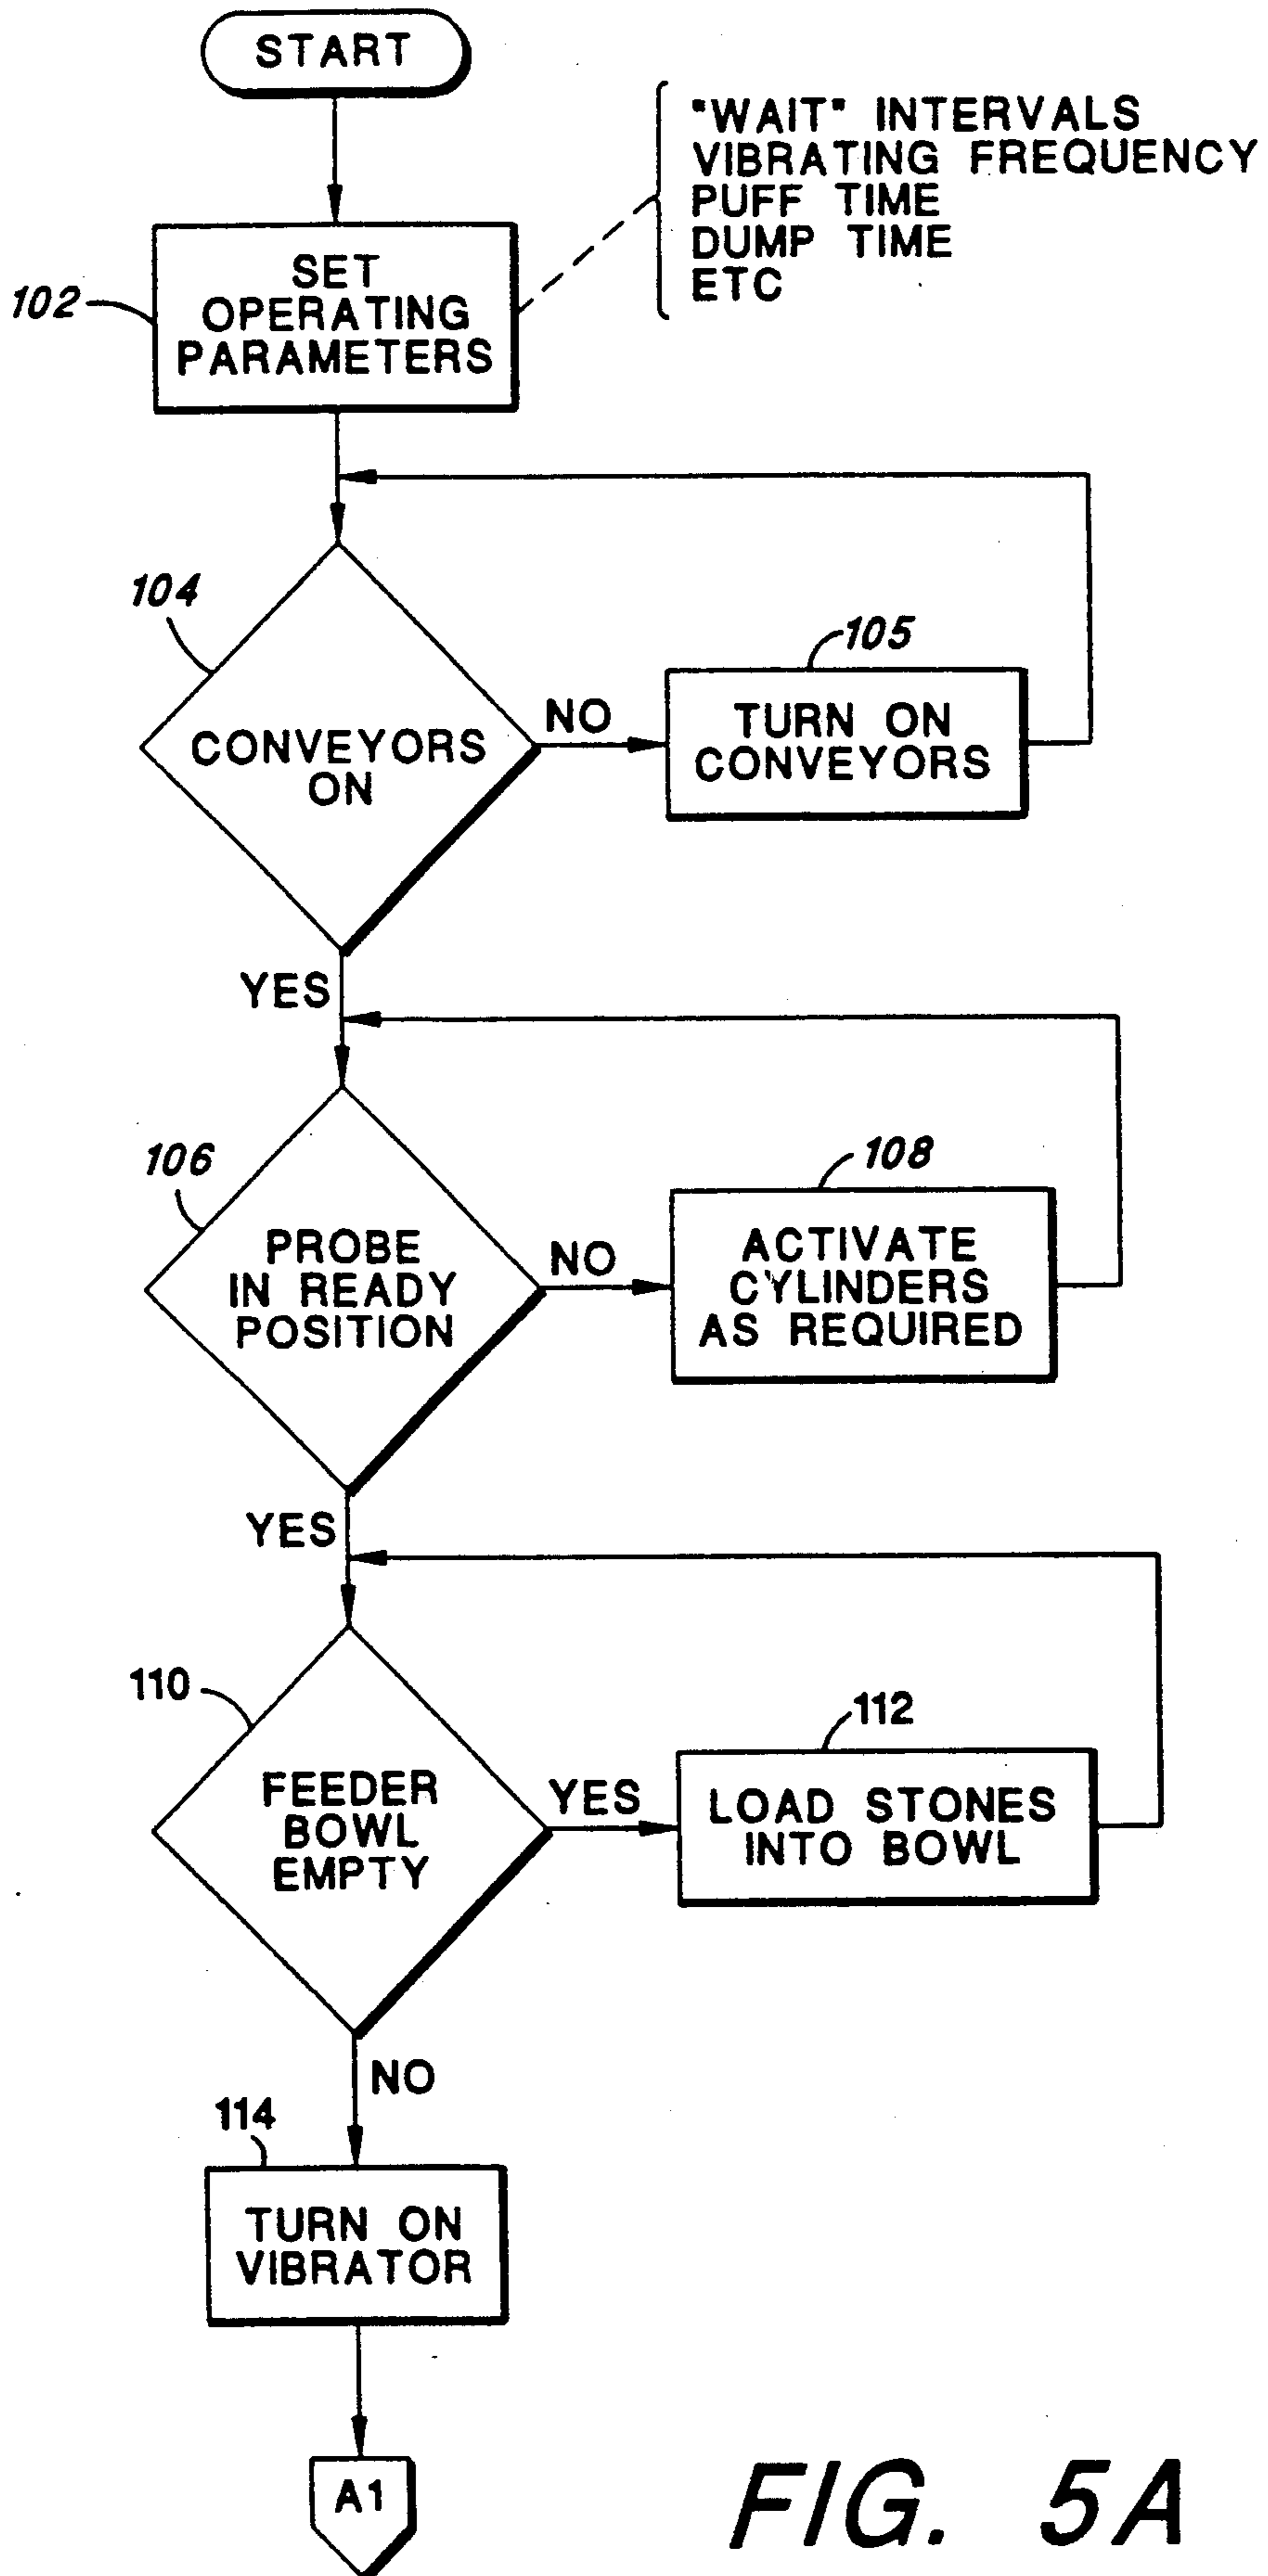 START
"WAIT" INTERVALS
VIBRATING FREQUENCY
PUFF TIME
DUMP TIME
ETC
102
SET
OPERATING
PARAMETERS
104
CONVEYORS
ON
NO
105
TURN ON
CONVEYORS
YES
106
PROBE
IN READY
POSITION
NO
108
ACTIVATE
CYLINDERS
AS REQUIRED
YES
110
FEEDER
BOWL
EMPTY
YES
112
LOAD STONES
INTO BOWL
NO
114
TURN ON
VIBRATOR
A1
FIG. 5A